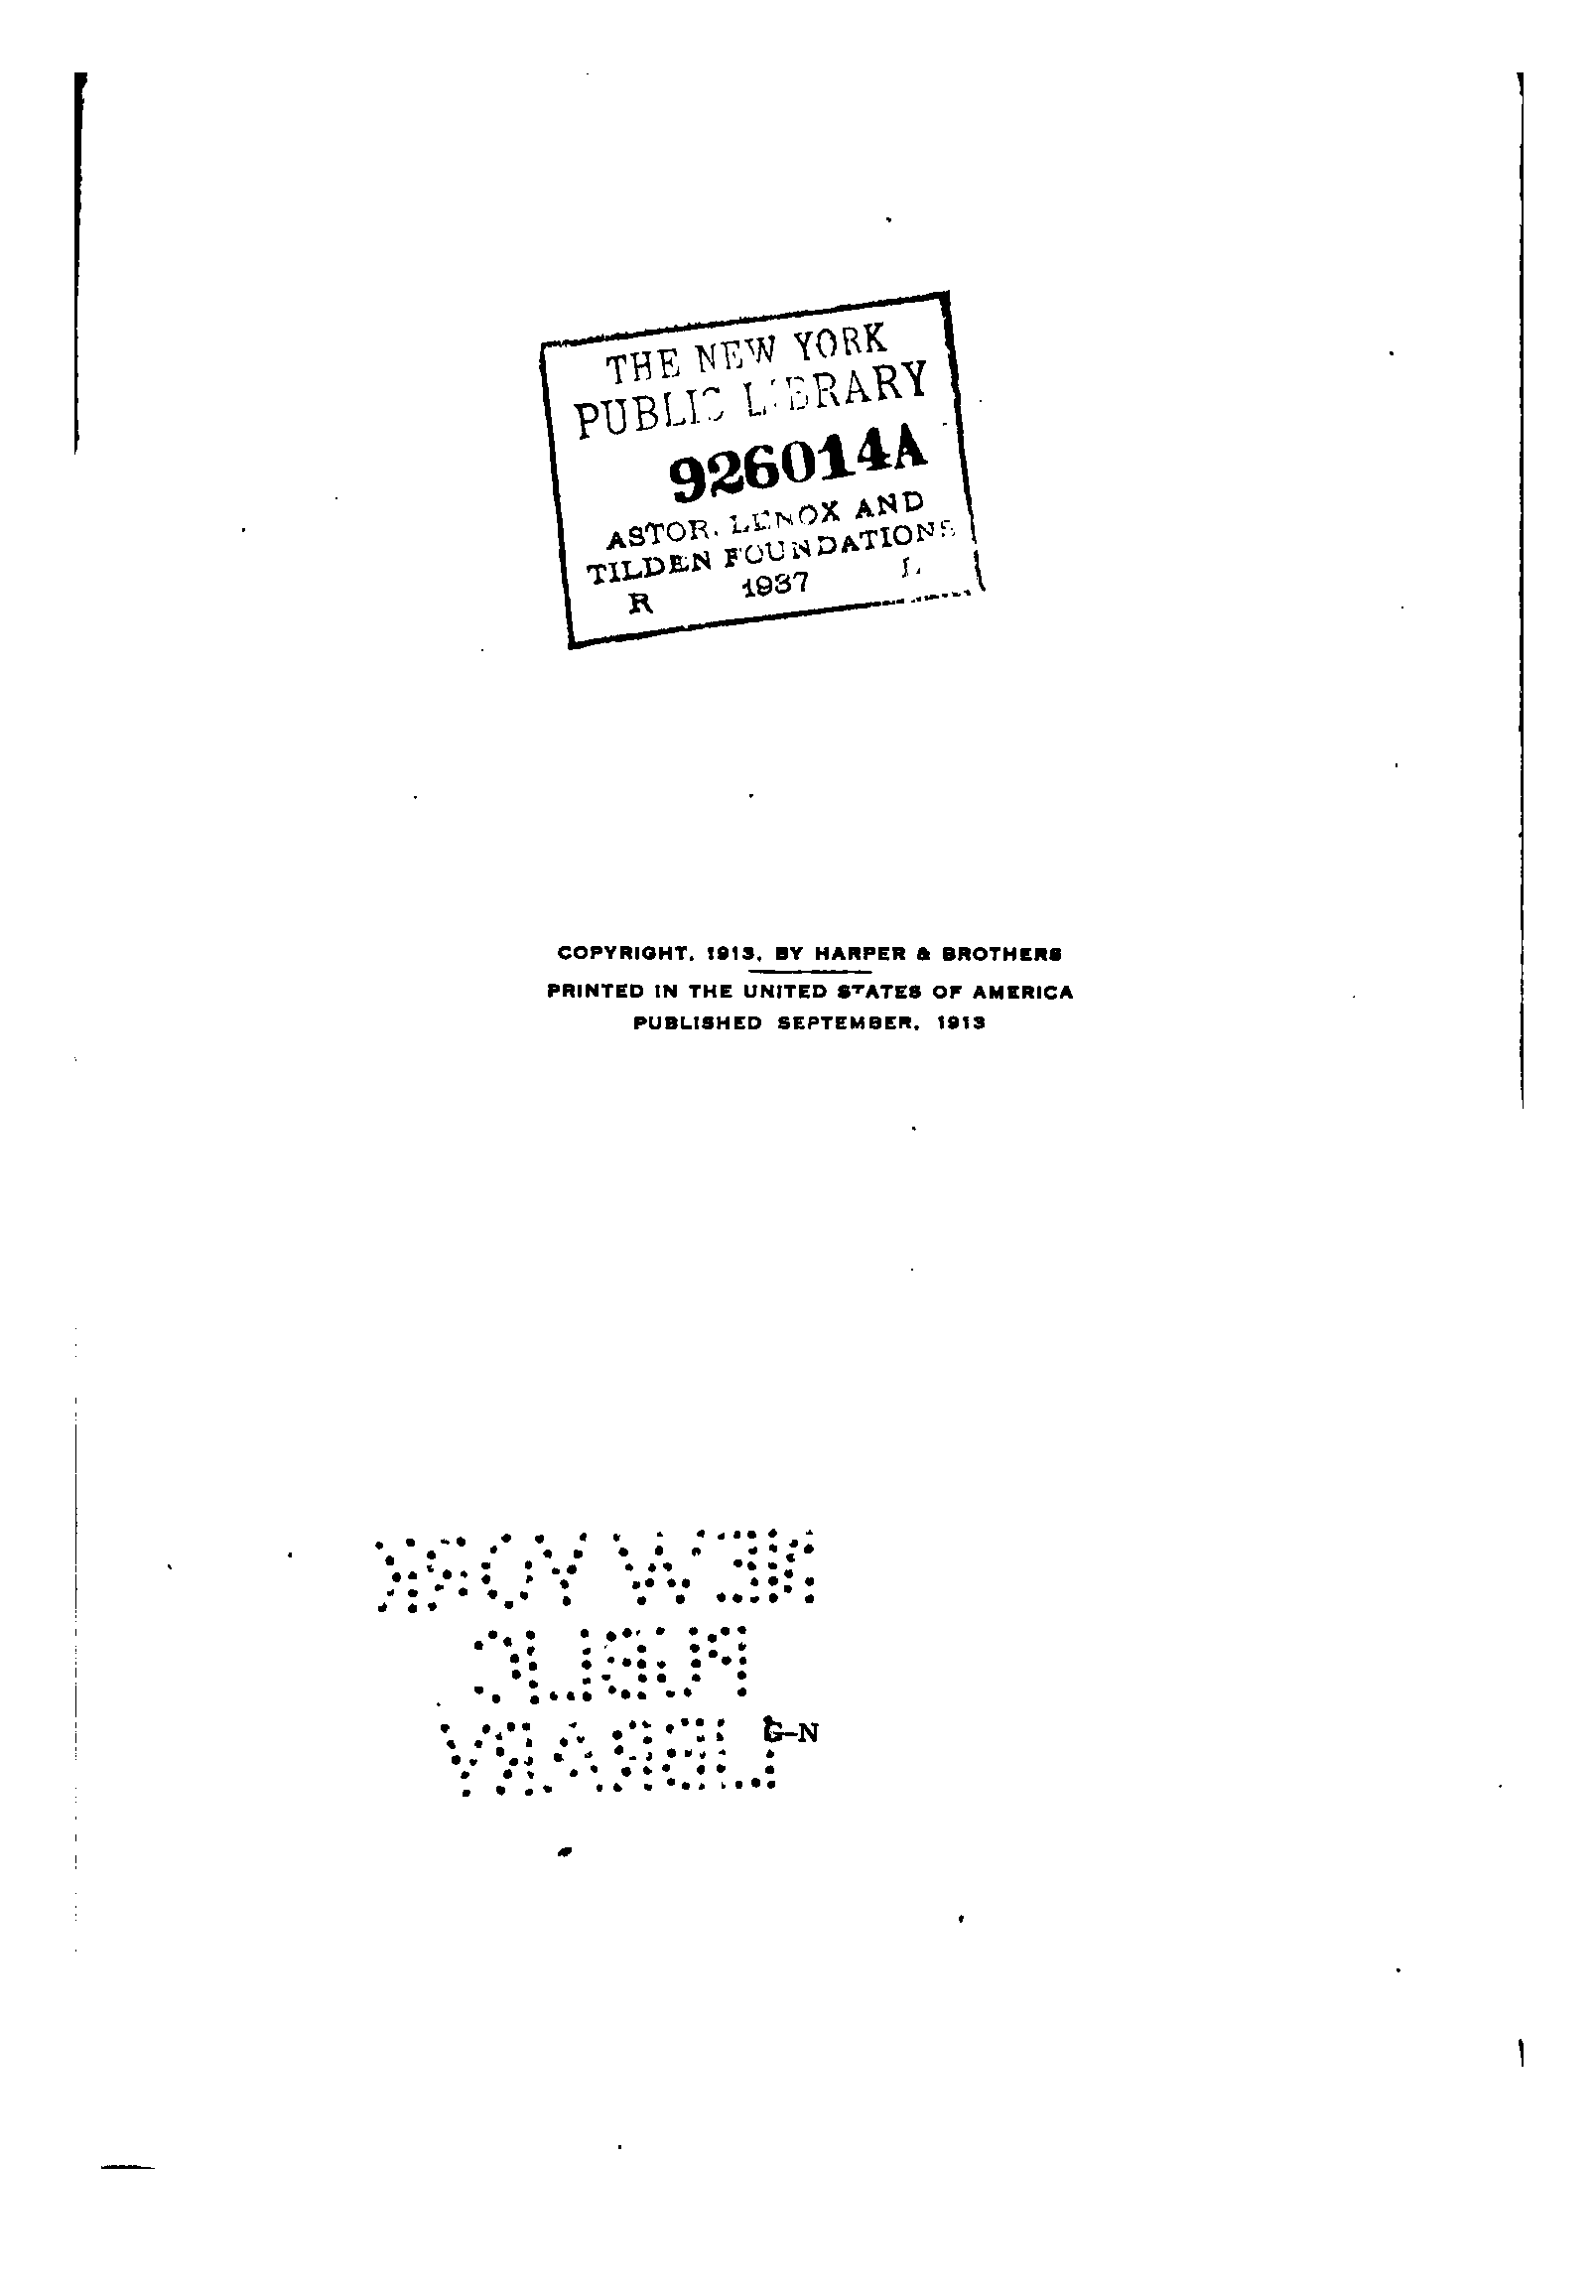 THE NEW YORK
PUBLIC LIBRARY
926014A
ASTOR, LENOX AND
TILDEN FOUNDATIONS
R 1937 L
COPYRIGHT, 1913, BY HARPER & BROTHERS
PRINTED IN THE UNITED STATES OF AMERICA
PUBLISHED SEPTEMBER, 1913
NEW YORK
PUBLIC
LIBRARY
G-N